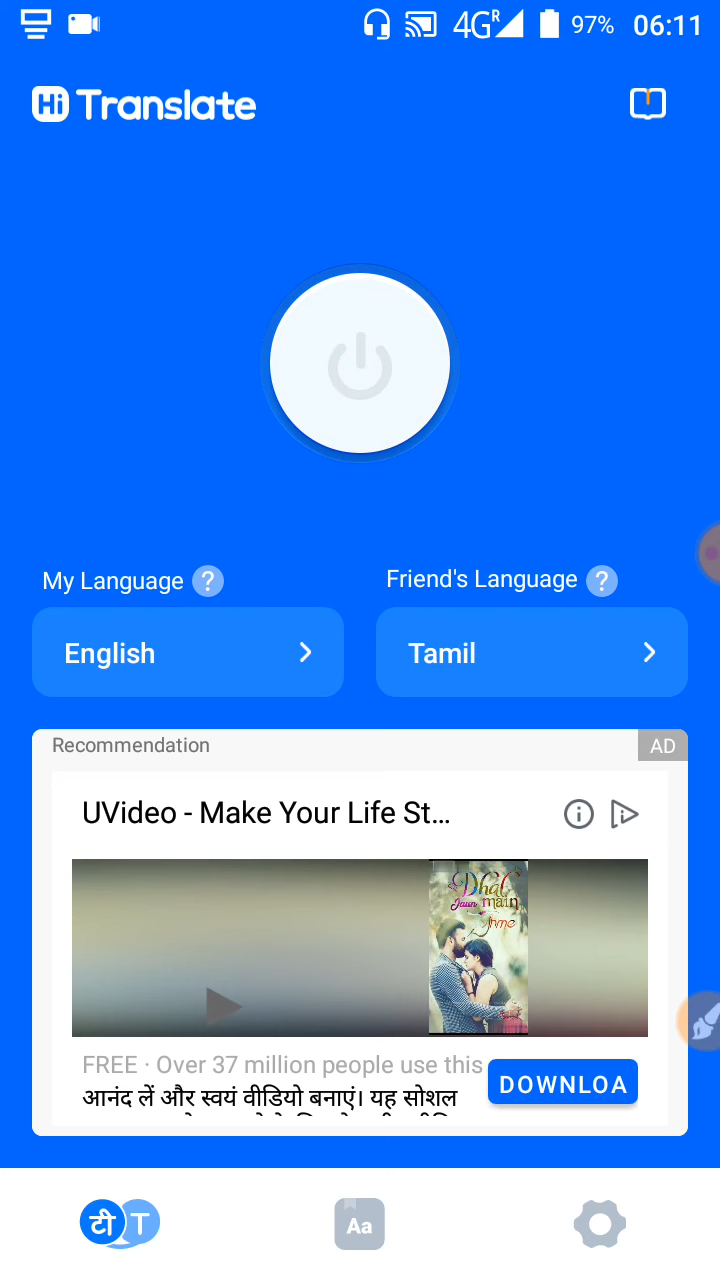 4G R 97% 06:11
Hi Translate
My Language ? Friend's Language ?
English Tamil
Recommendation AD
UVideo - Make Your Life St...
Dhal
Jaun main
FREE · Over 37 million people use this
आनंद लें और स्वयं वीडियो बनाएं। यह सोशल
DOWNLOA
टी T Aa